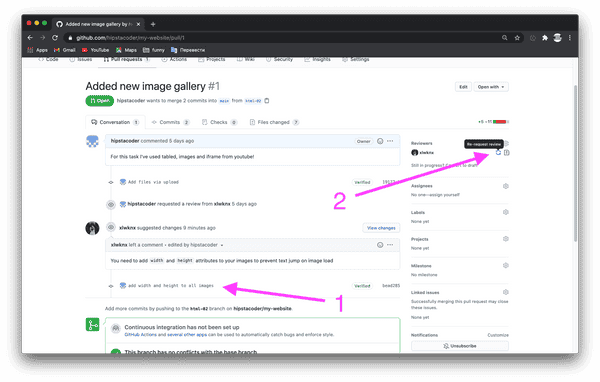 Added new image gallery by h
github.com/hipstacoder/my-website/pull/1
Apps Gmail YouTube Maps funny Перевести
Code Issues Pull requests 1 Actions Projects Wiki Security Insights Settings
Added new image gallery #1
Edit Open with
Open hipstacoder wants to merge 2 commits into main from html-02
Conversation 1 Commits 2 Checks 0 Files changed 7
+5 −11
hipstacoder commented 5 days ago Owner
For this task I've used tabled, images and iframe from youtube!
Add files via upload Verified
hipstacoder requested a review from xlwknx 5 days ago
xlwknx suggested changes 9 minutes ago View changes
xlwknx left a comment • edited by hipstacoder
You need to add width and height attributes to your images to prevent text jump on image load
add width and height to all images Verified
1
Add more commits by pushing to the html-02 branch on hipstacoder/my-website.
Continuous integration has not been set up
GitHub Actions and several other apps can be used to automatically catch bugs and enforce style.
This branch has no conflicts with the base branch
Reviewers
Re-request review
xlwknx
Still in progress? to draft
2
Assignees
No one—assign yourself
Labels
None yet
Projects
None yet
Milestone
No milestone
Linked issues
Successfully merging this pull request may close these issues.
None yet
Notifications Customize
Unsubscribe